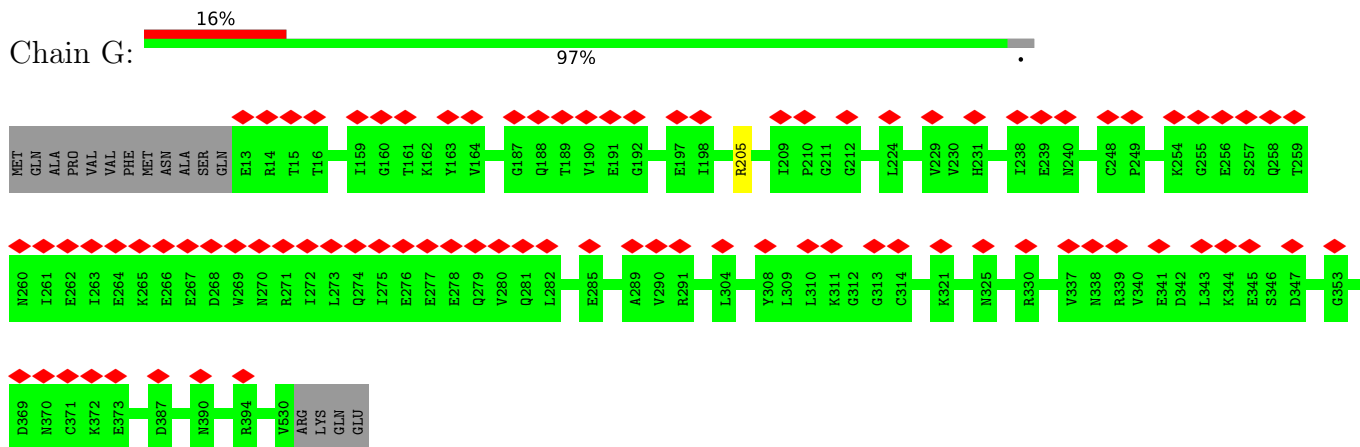 16%
Chain G:
97%
.
MET GLN ALA PRO VAL VAL PHE MET ASN ALA SER GLN E13 R14 T15 T16 I159 G160 T161 K162 Y163 V164 G187 Q188 T189 V190 E191 G192 E197 I198 R205 I209 P210 G211 G212 L224 V229 V230 H231 I238 E239 N240 C248 P249 K254 G255 E256 S257 Q258 T259
N260 I261 E262 I263 E264 K265 E266 E267 D268 W269 N270 R271 I272 L273 Q274 I275 E276 E277 E278 Q279 V280 Q281 L282 E285 A289 V290 R291 L304 Y308 L309 L310 K311 G312 G313 C314 K321 N325 R330 V337 N338 R339 V340 E341 D342 L343 K344 E345 S346 D347 G353
D369 N370 C371 K372 E373 D387 N390 R394 V530 ARG LYS GLN GLU